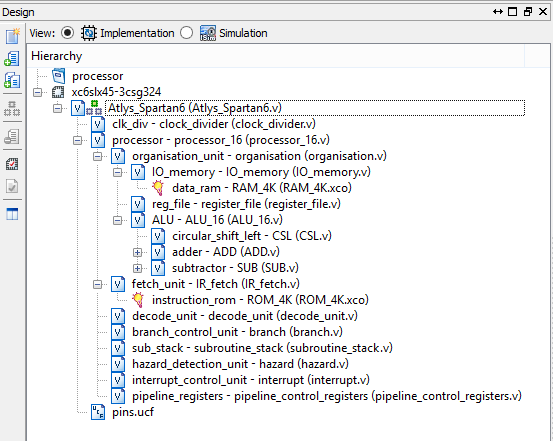 Design
View: Implementation Simulation
Hierarchy
processor
xc6slx45-3csg324
Atlys_Spartan6 (Atlys_Spartan6.v)
clk_div - clock_divider (clock_divider.v)
processor - processor_16 (processor_16.v)
organisation_unit - organisation (organisation.v)
IO_memory - IO_memory (IO_memory.v)
data_ram - RAM_4K (RAM_4K.xco)
reg_file - register_file (register_file.v)
ALU - ALU_16 (ALU_16.v)
circular_shift_left - CSL (CSL.v)
adder - ADD (ADD.v)
subtractor - SUB (SUB.v)
fetch_unit - IR_fetch (IR_fetch.v)
instruction_rom - ROM_4K (ROM_4K.xco)
decode_unit - decode_unit (decode_unit.v)
branch_control_unit - branch (branch.v)
sub_stack - subroutine_stack (subroutine_stack.v)
hazard_detection_unit - hazard (hazard.v)
interrupt_control_unit - interrupt (interrupt.v)
pipeline_registers - pipeline_control_registers (pipeline_control_registers.v)
pins.ucf